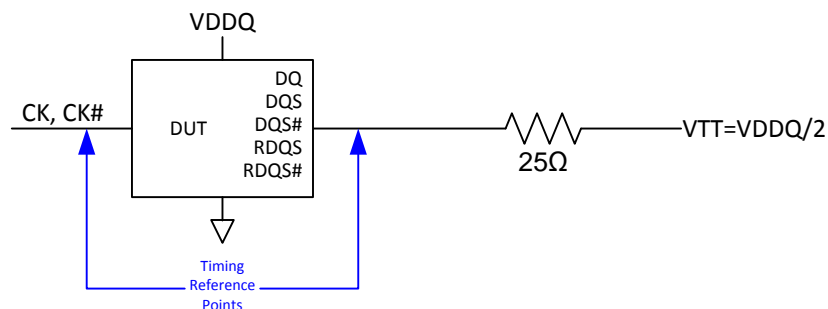 VDDQ
CK, CK#
DUT
DQ
DQS
DQS#
RDQS
RDQS#
25Ω
VTT=VDDQ/2
Timing
Reference
Points